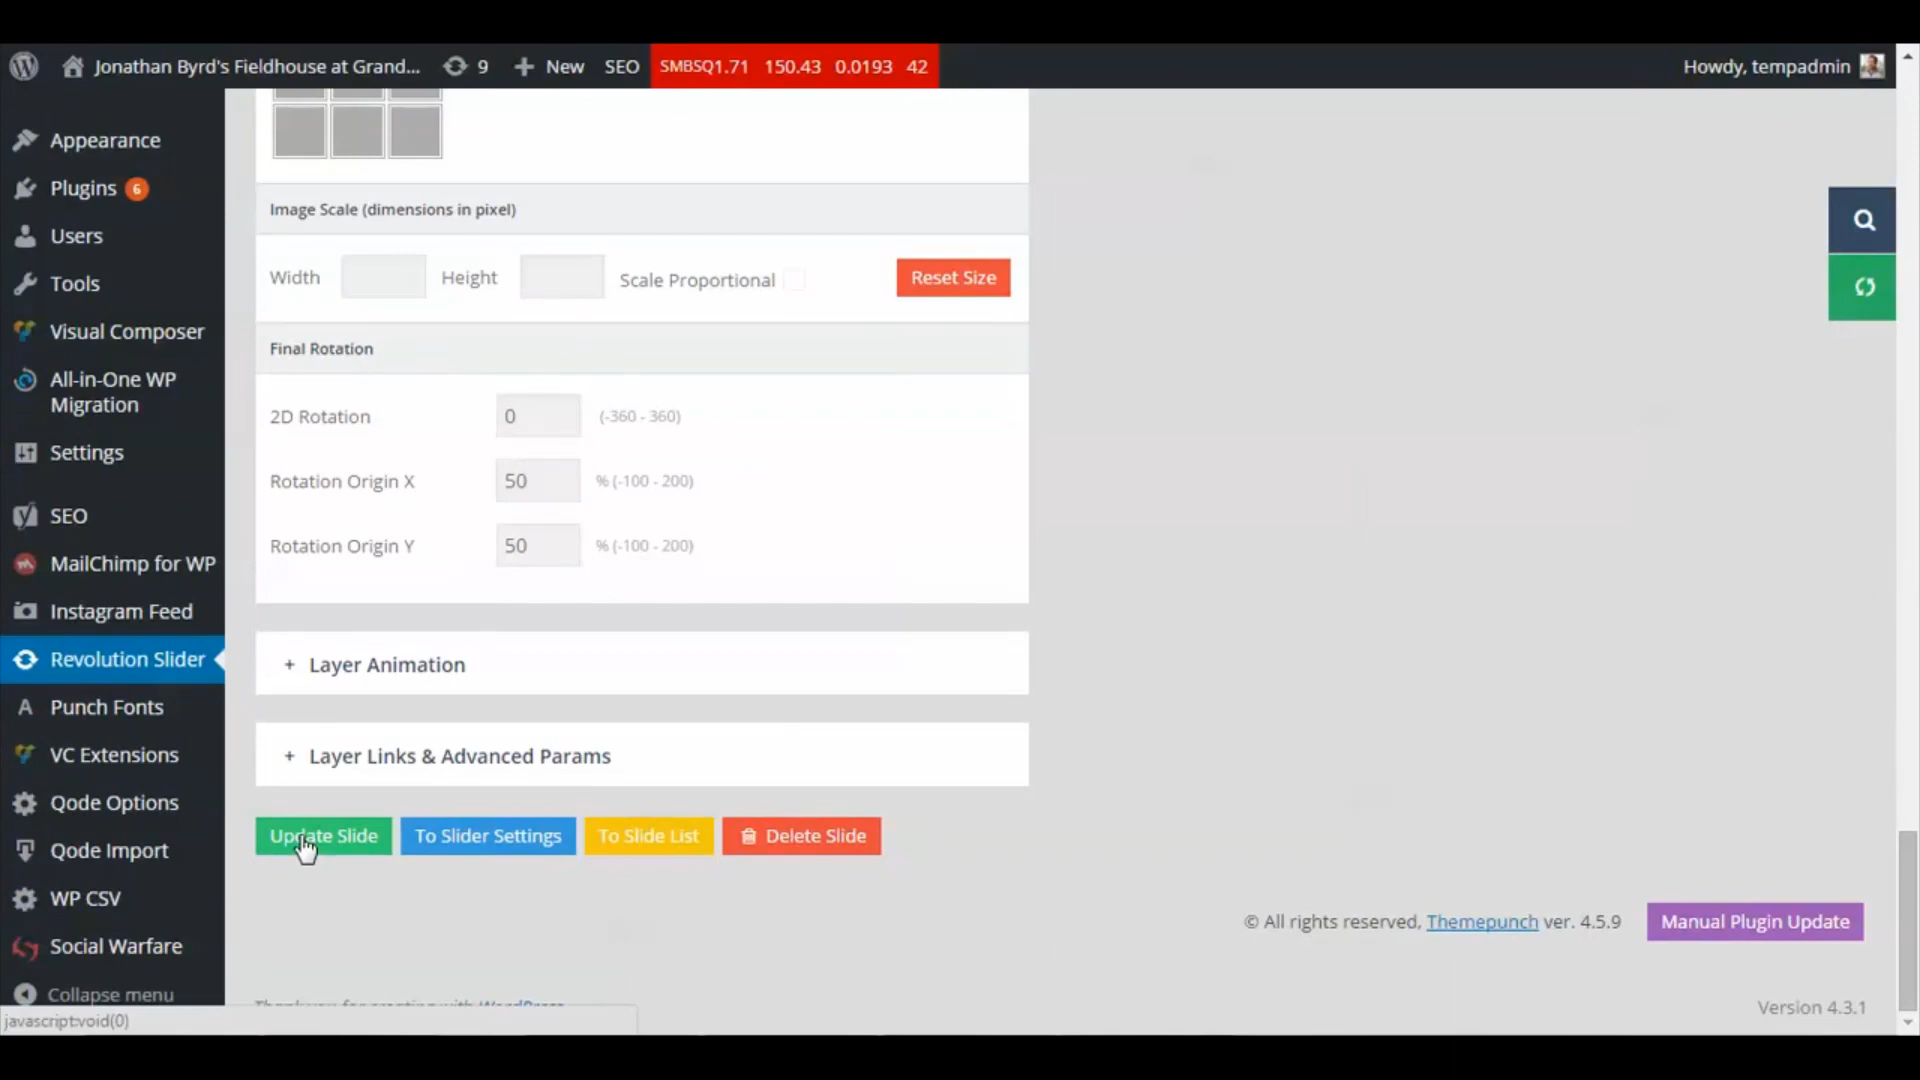 Jonathan Byrd's Fieldhouse at Grand... 9 New SEO SMBSQ1.71 150.43 0.0193 42 Howdy, tempadmin
Appearance
Plugins 6
Users
Tools
Visual Composer
All-in-One WP
Migration
Settings
SEO
MailChimp for WP
Instagram Feed
Revolution Slider
Punch Fonts
VC Extensions
Qode Options
Qode Import
WP CSV
Social Warfare
Collapse menu
javascript:void(0)
Image Scale (dimensions in pixel)
Width Height Scale Proportional Reset Size
Final Rotation
2D Rotation 0 (-360 - 360)
Rotation Origin X 50 % (-100 - 200)
Rotation Origin Y 50 % (-100 - 200)
+ Layer Animation
+ Layer Links & Advanced Params
Update Slide To Slider Settings To Slide List Delete Slide
© All rights reserved, Themepunch ver. 4.5.9 Manual Plugin Update
Thank you for creating with WordPress
Version 4.3.1